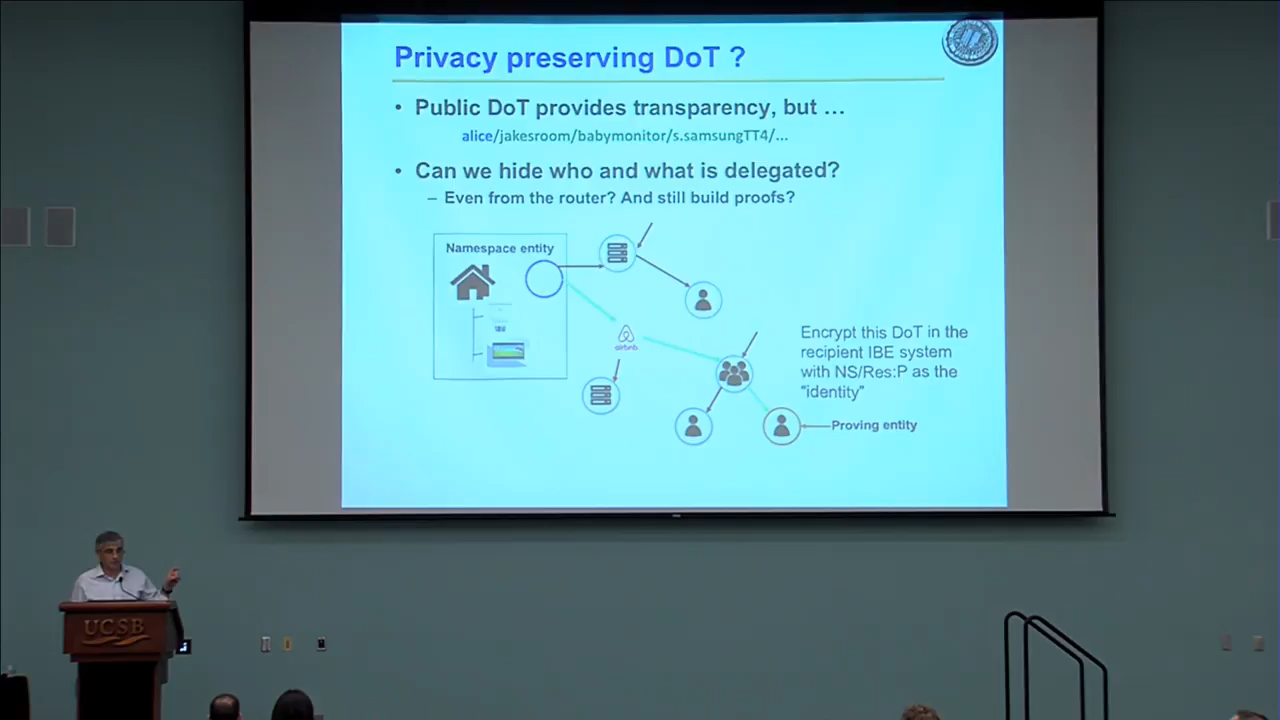 Privacy preserving DoT ?
• Public DoT provides transparency, but …
alice/jakesroom/babymonitor/s.samsungTT4/...
• Can we hide who and what is delegated?
– Even from the router? And still build proofs?
Namespace entity
airbnb
Encrypt this DoT in the
recipient IBE system
with NS/Res:P as the
"identity"
Proving entity
UCSB